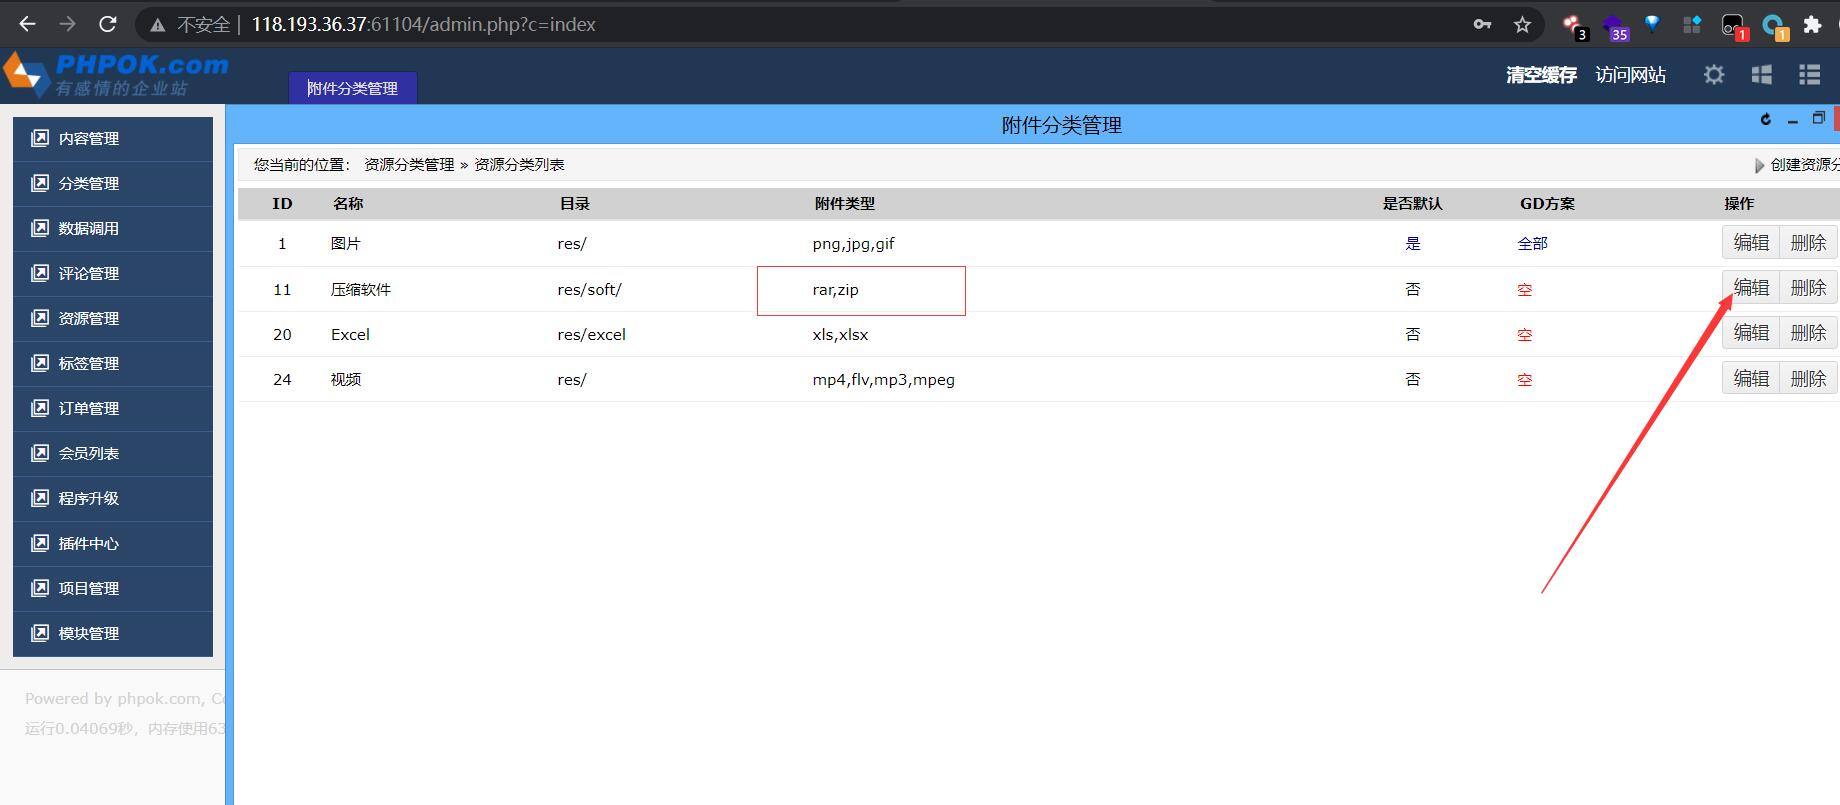 不安全 118.193.36.37:61104/admin.php?c=index
3 35 1 1
PHPOK.com
有感情的企业站
附件分类管理
清空缓存 访问网站
内容管理
分类管理
数据调用
评论管理
资源管理
标签管理
订单管理
会员列表
程序升级
插件中心
项目管理
模块管理
Powered by phpok.com,
运行0.04069秒，内存使用63
附件分类管理
您当前的位置： 资源分类管理 » 资源分类列表
创建资源分
ID 名称 目录 附件类型 是否默认 GD方案 操作
1 图片 res/ png,jpg,gif 是 全部 编辑 删除
11 压缩软件 res/soft/ rar,zip 否 空 编辑 删除
20 Excel res/excel xls,xlsx 否 空 编辑 删除
24 视频 res/ mp4,flv,mp3,mpeg 否 空 编辑 删除